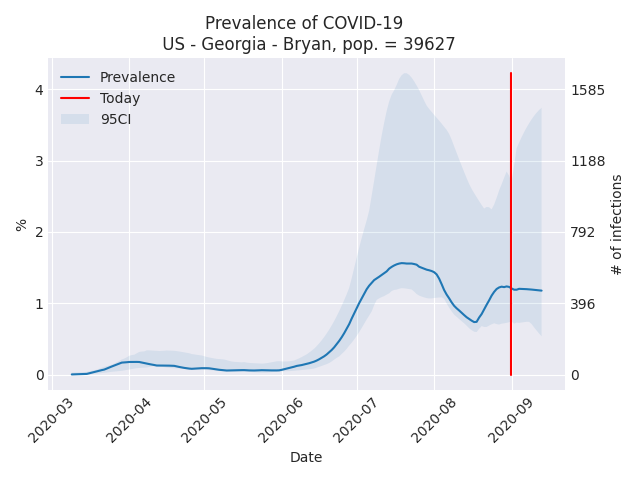 Prevalence of COVID-19
US - Georgia - Bryan, pop. = 39627
Prevalence
Today
95CI
%
4
3
2
1
0
1585
1188
792
396
0
# of infections
2020-03
2020-04
2020-05
2020-06
2020-07
2020-08
2020-09
Date